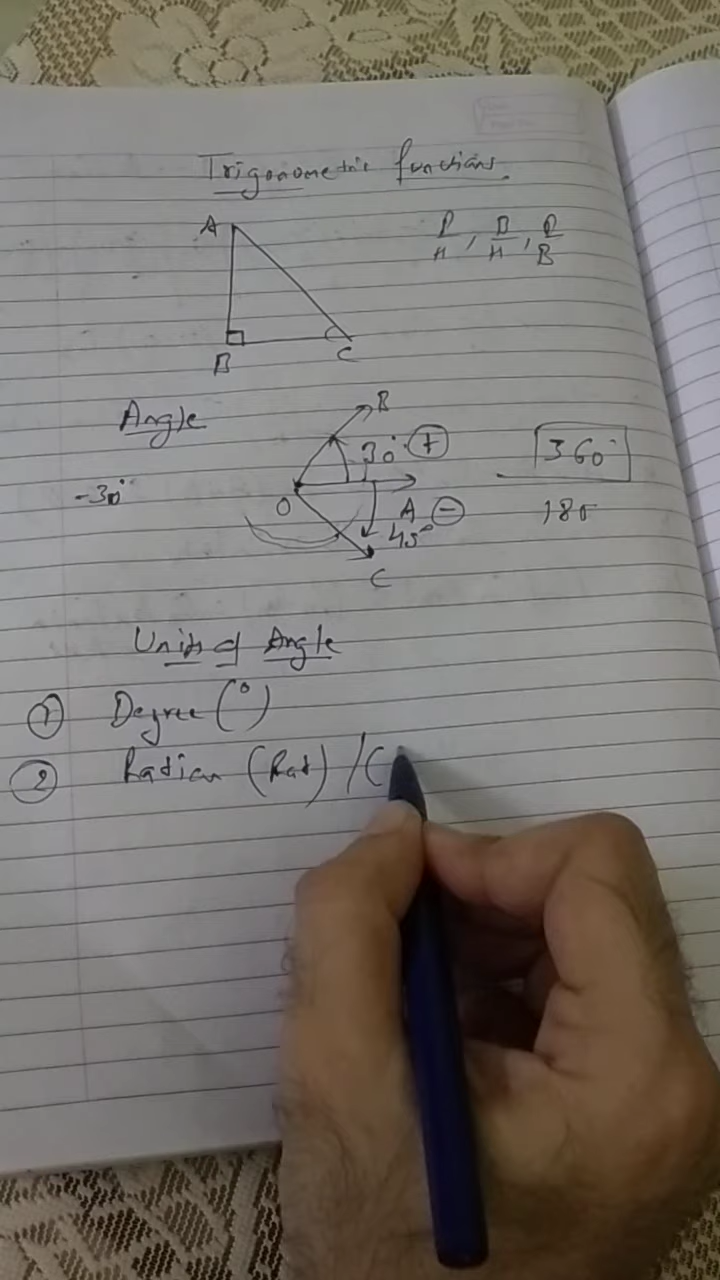 Trigonometric functions.
A
P/H, B/H, P/B
B C
Angle
B
30° +
360°
-30°
O A −
180
45°
C
Units of Angle
1 Degree (°)
2 Radian (Rad) / (